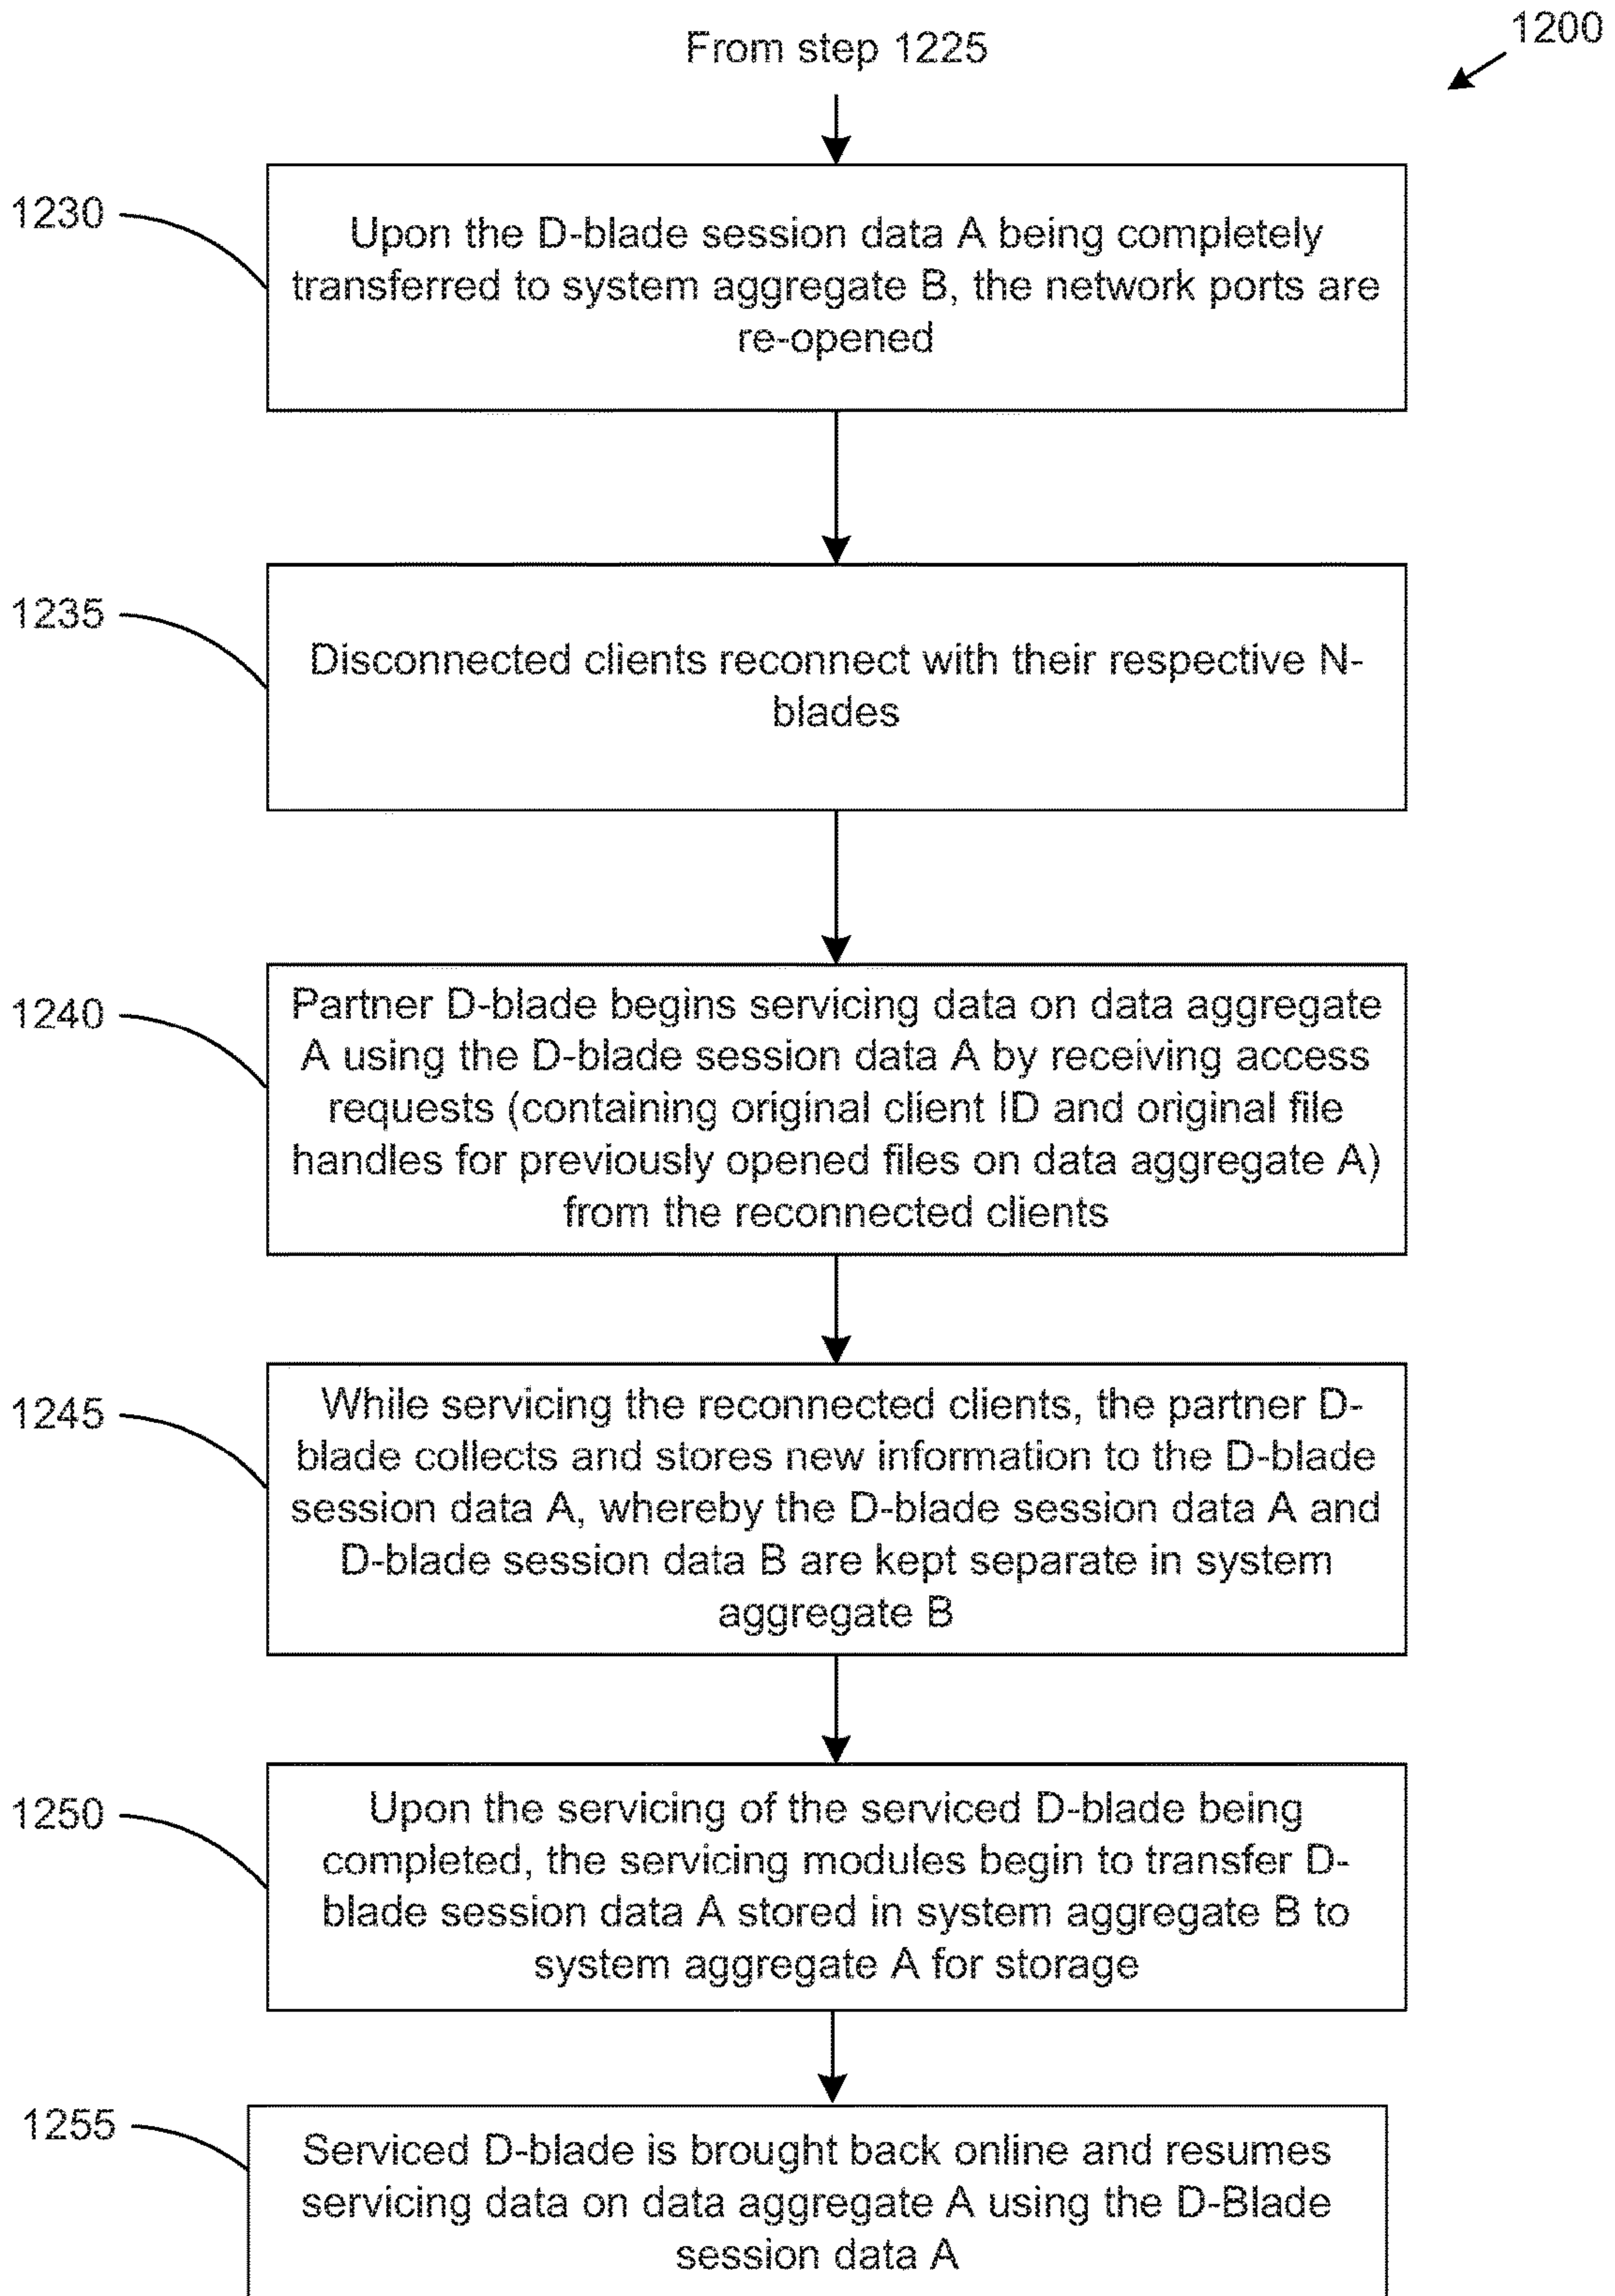 1200
From step 1225
1230
Upon the D-blade session data A being completely
transferred to system aggregate B, the network ports are
re-opened
1235
Disconnected clients reconnect with their respective N-
blades
1240
Partner D-blade begins servicing data on data aggregate
A using the D-blade session data A by receiving access
requests (containing original client ID and original file
handles for previously opened files on data aggregate A)
from the reconnected clients
1245
While servicing the reconnected clients, the partner D-
blade collects and stores new information to the D-blade
session data A, whereby the D-blade session data A and
D-blade session data B are kept separate in system
aggregate B
1250
Upon the servicing of the serviced D-blade being
completed, the servicing modules begin to transfer D-
blade session data A stored in system aggregate B to
system aggregate A for storage
1255
Serviced D-blade is brought back online and resumes
servicing data on data aggregate A using the D-Blade
session data A